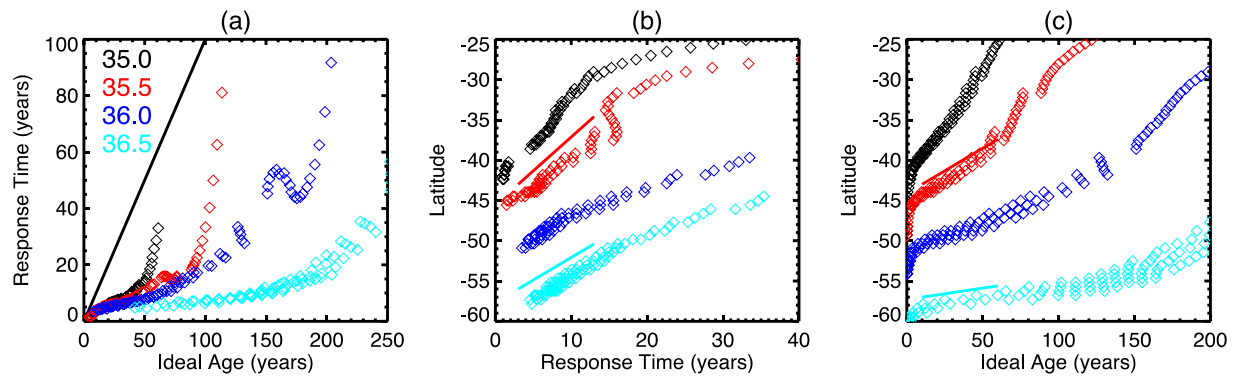 (a)
100
80
60
40
20
0
Response Time (years)
35.0
35.5
36.0
36.5
0 50 100 150 200 250
Ideal Age (years)
(b)
-25
-30
-35
-40
-45
-50
-55
-60
Latitude
0 10 20 30 40
Response Time (years)
(c)
-25
-30
-35
-40
-45
-50
-55
-60
Latitude
0 50 100 150 200
Ideal Age (years)